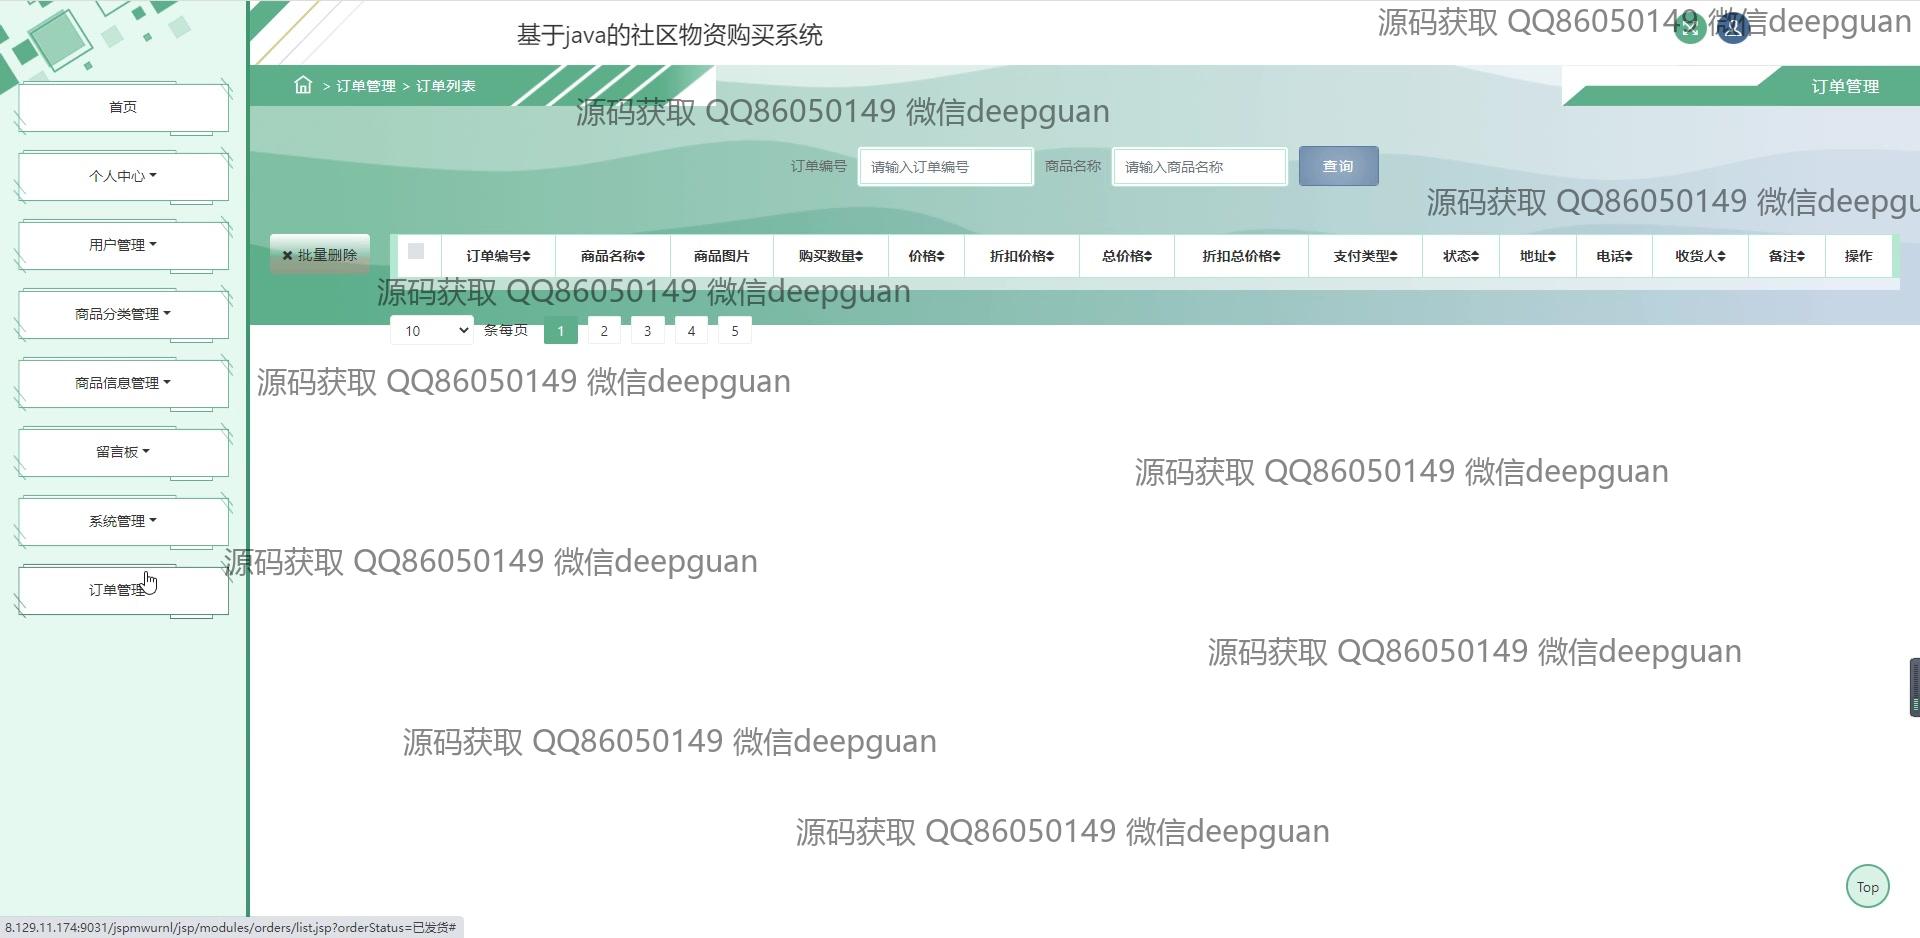 基于java的社区物资购买系统
源码获取 QQ86050149 微信deepguan
> 订单管理 > 订单列表
订单管理
首页
源码获取 QQ86050149 微信deepguan
个人中心
订单编号 请输入订单编号 商品名称 请输入商品名称 查询
源码获取 QQ86050149 微信deepgu
用户管理
批量删除
订单编号 商品名称 商品图片 购买数量 价格 折扣价格 总价格 折扣总价格 支付类型 状态 地址 电话 收货人 备注 操作
源码获取 QQ86050149 微信deepguan
商品分类管理
10 条每页 1 2 3 4 5
商品信息管理
源码获取 QQ86050149 微信deepguan
留言板
源码获取 QQ86050149 微信deepguan
系统管理
源码获取 QQ86050149 微信deepguan
订单管理
源码获取 QQ86050149 微信deepguan
源码获取 QQ86050149 微信deepguan
源码获取 QQ86050149 微信deepguan
Top
8.129.11.174:9031/jspmwurnl/jsp/modules/orders/list.jsp?orderStatus=已发货#